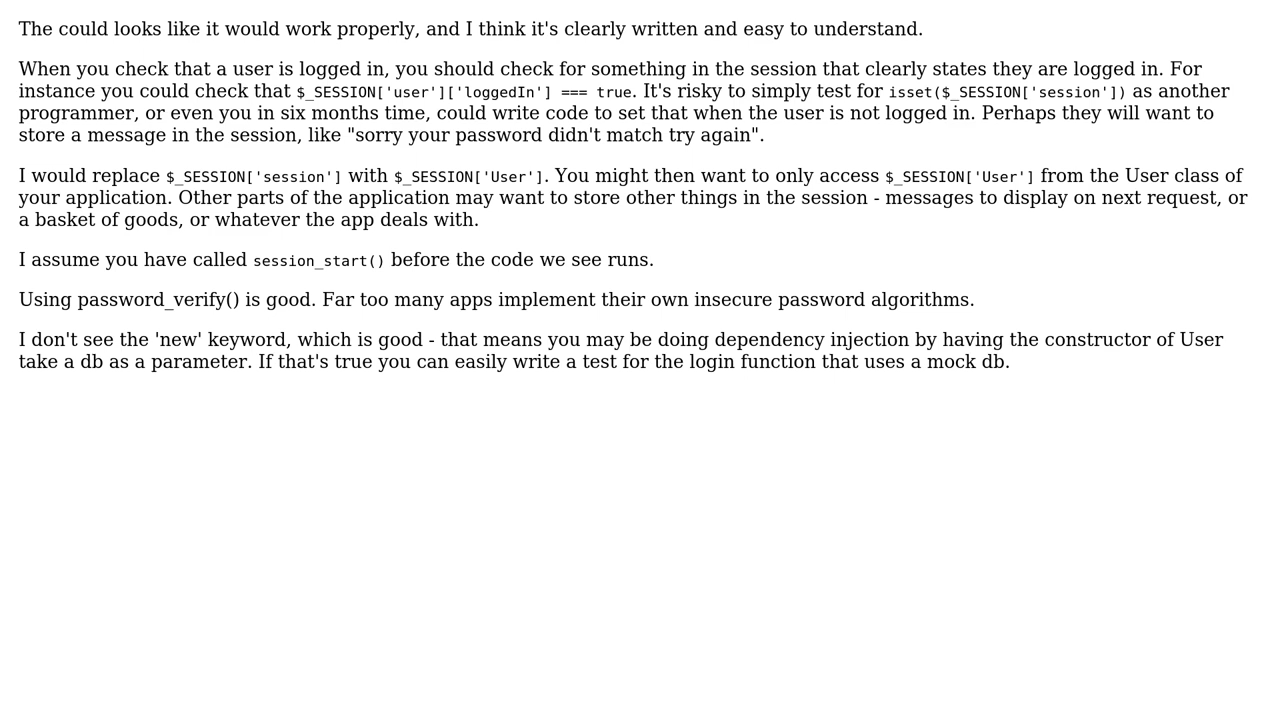 The could looks like it would work properly, and I think it's clearly written and easy to understand.
When you check that a user is logged in, you should check for something in the session that clearly states they are logged in. For
instance you could check that $_SESSION['user']['loggedIn'] === true. It's risky to simply test for isset($_SESSION['session']) as another
programmer, or even you in six months time, could write code to set that when the user is not logged in. Perhaps they will want to
store a message in the session, like "sorry your password didn't match try again".
I would replace $_SESSION['session'] with $_SESSION['User']. You might then want to only access $_SESSION['User'] from the User class of
your application. Other parts of the application may want to store other things in the session - messages to display on next request, or
a basket of goods, or whatever the app deals with.
I assume you have called session_start() before the code we see runs.
Using password_verify() is good. Far too many apps implement their own insecure password algorithms.
I don't see the 'new' keyword, which is good - that means you may be doing dependency injection by having the constructor of User
take a db as a parameter. If that's true you can easily write a test for the login function that uses a mock db.